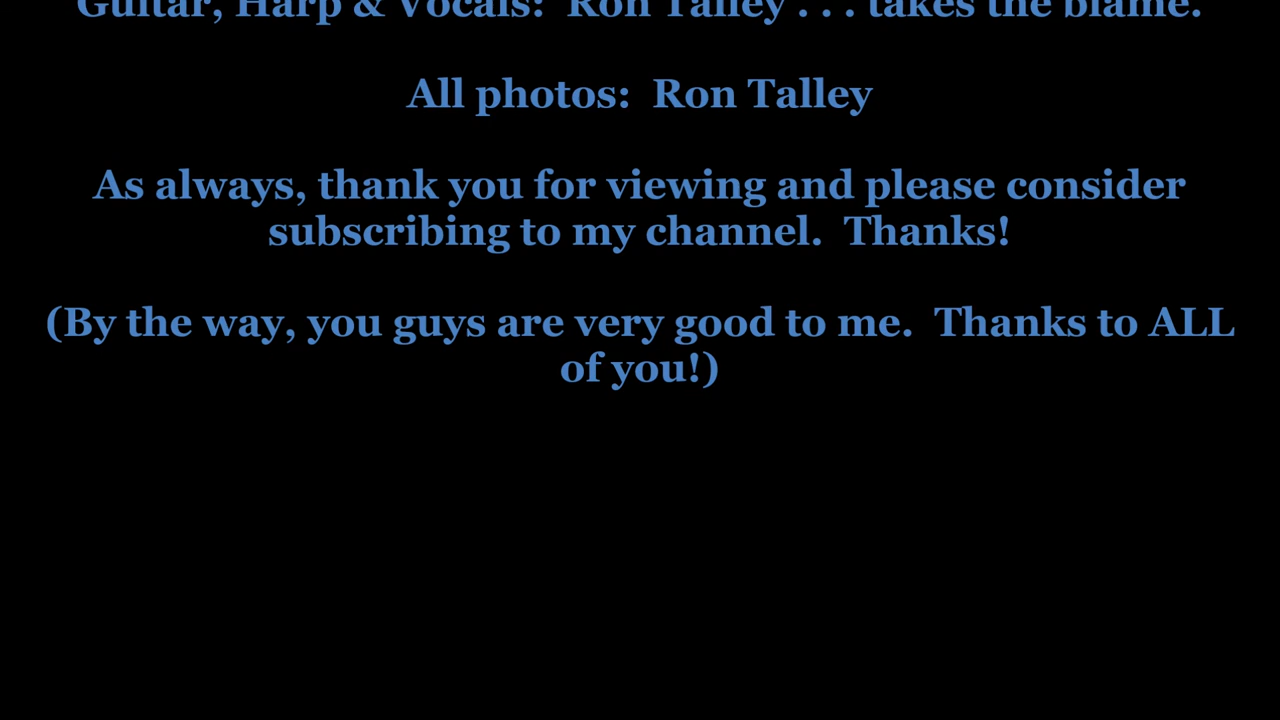 Guitar, Harp & Vocals:  Ron Talley . . . takes the blame.
All photos:  Ron Talley
As always, thank you for viewing and please consider
subscribing to my channel.  Thanks!
(By the way, you guys are very good to me.  Thanks to ALL
of you!)